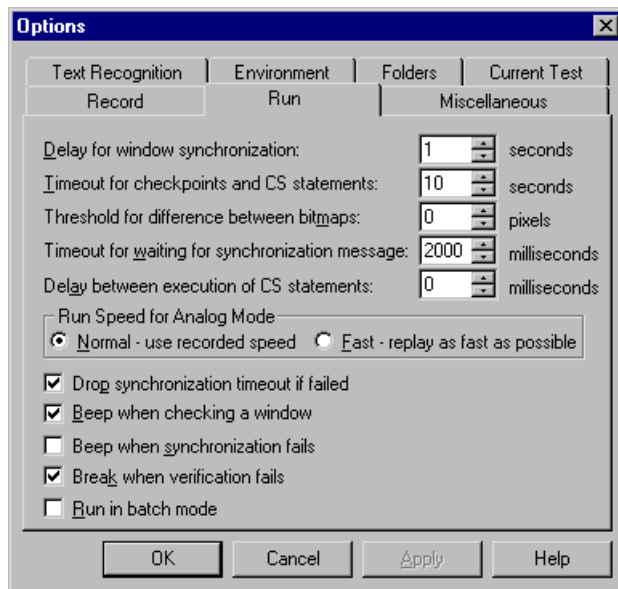 Options
Text Recognition Environment Folders Current Test
Record Run Miscellaneous
Delay for window synchronization: 1 seconds
Timeout for checkpoints and CS statements: 10 seconds
Threshold for difference between bitmaps: 0 pixels
Timeout for waiting for synchronization message: 2000 milliseconds
Delay between execution of CS statements: 0 milliseconds
Run Speed for Analog Mode
Normal - use recorded speed Fast - replay as fast as possible
Drop synchronization timeout if failed
Beep when checking a window
Beep when synchronization fails
Break when verification fails
Run in batch mode
OK Cancel Apply Help